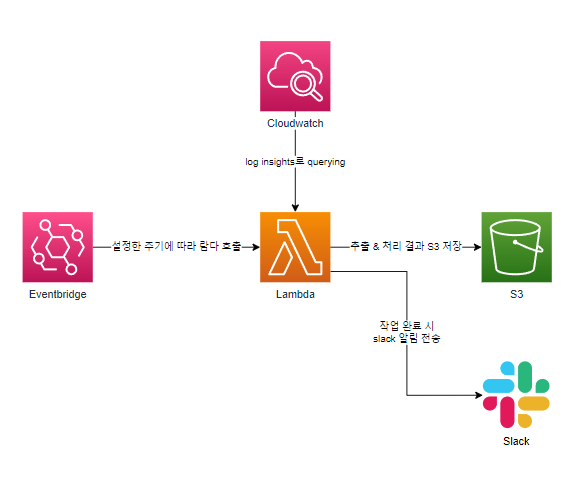 Cloudwatch
log insights로 querying
Eventbridge
설정한 주기에 따라 람다 호출
Lambda
추출 & 처리 결과 S3 저장
S3
작업 완료 시
slack 알림 전송
Slack